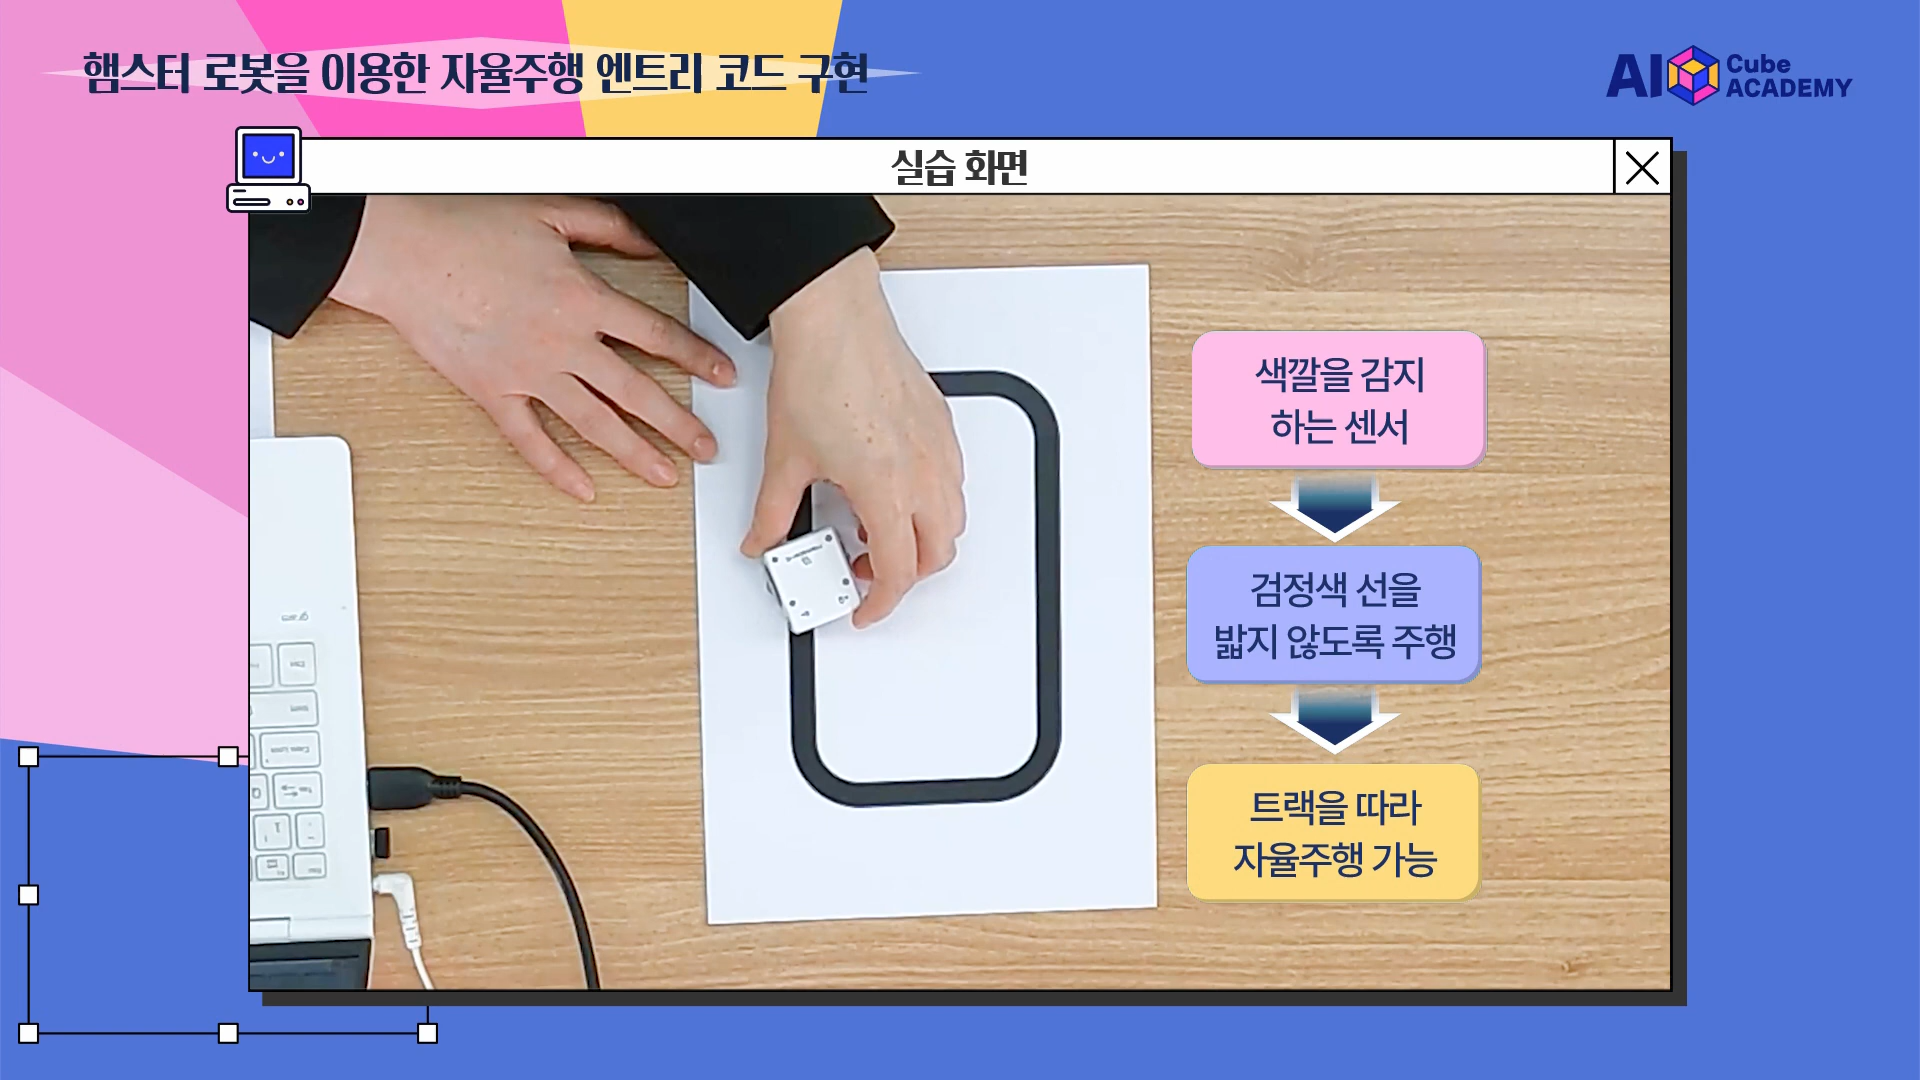 햄스터 로봇을 이용한 자율주행 엔트리 코드 구현
AI Cube
ACADEMY
실습 화면
색깔을 감지
하는 센서
검정색 선을
밟지 않도록 주행
트랙을 따라
자율주행 가능
gram